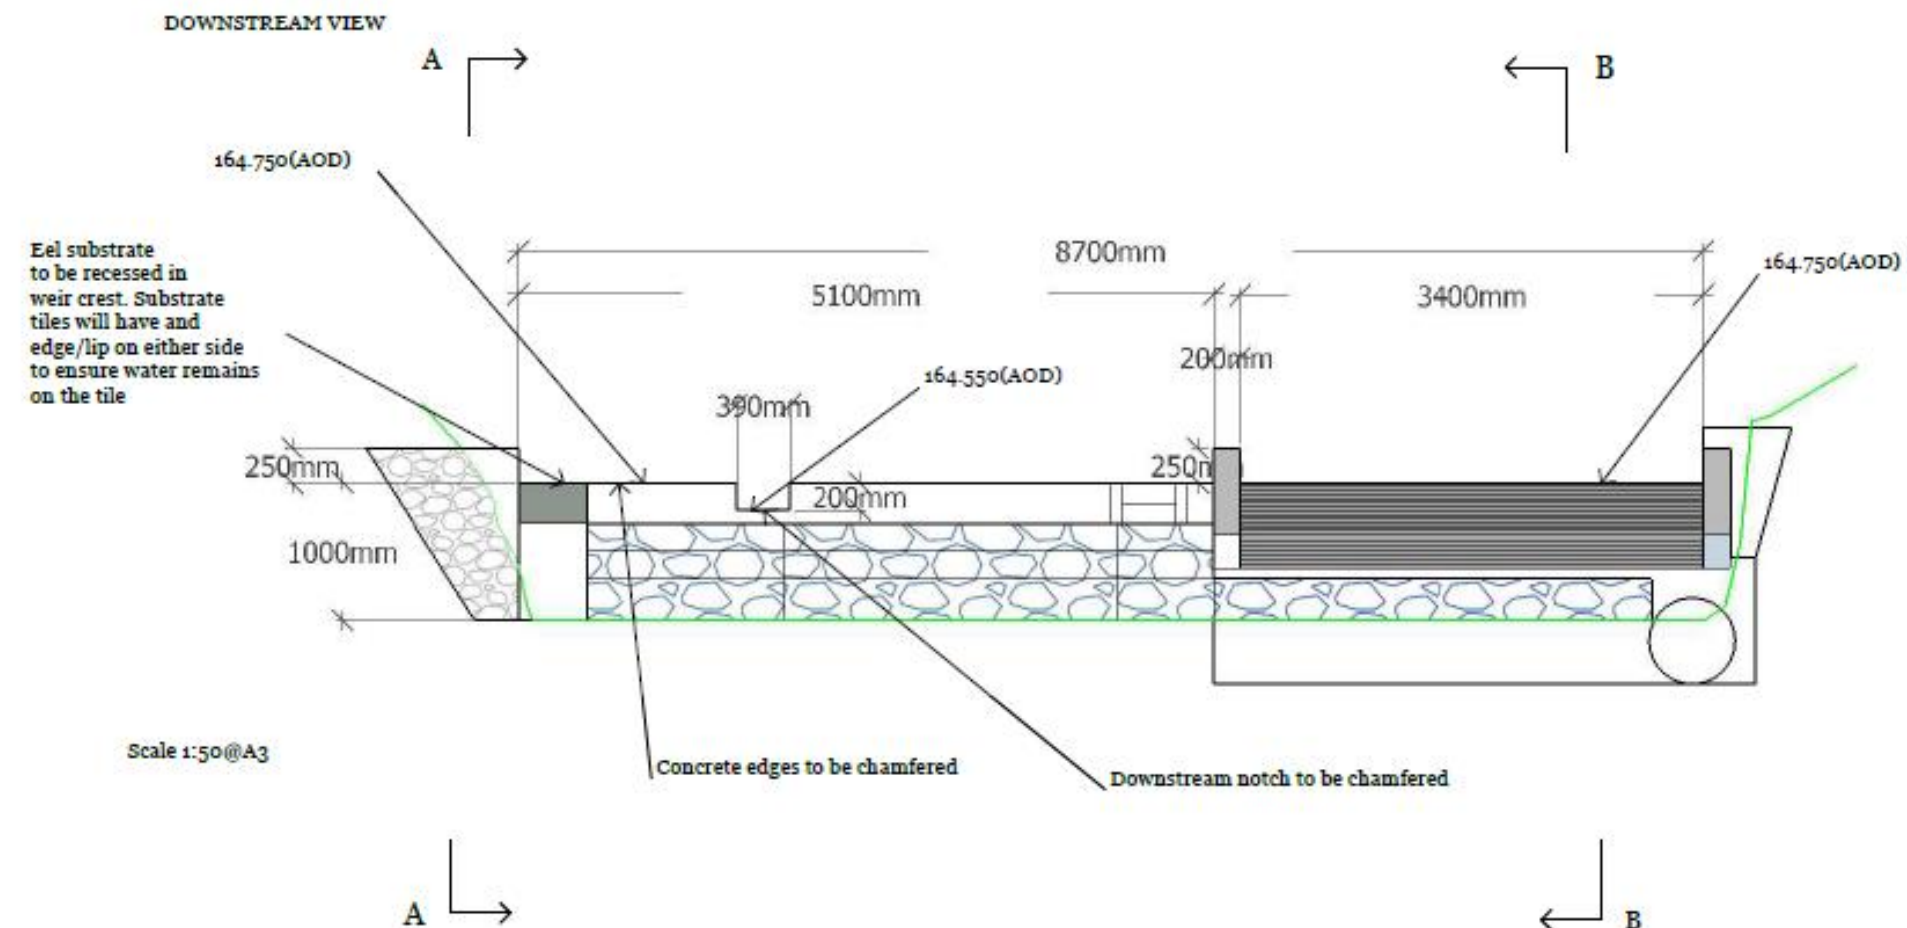 DOWNSTREAM VIEW
A
B
164.750(AOD)
Eel substrate
to be recessed in
weir crest. Substrate
tiles will have and
edge/lip on either side
to ensure water remains
on the tile
8700mm
5100mm
3400mm
164.750(AOD)
200mm
164.550(AOD)
390mm
250mm
250m
200mm
1000mm
Scale 1:50@A3
Concrete edges to be chamfered
Downstream notch to be chamfered
A
B